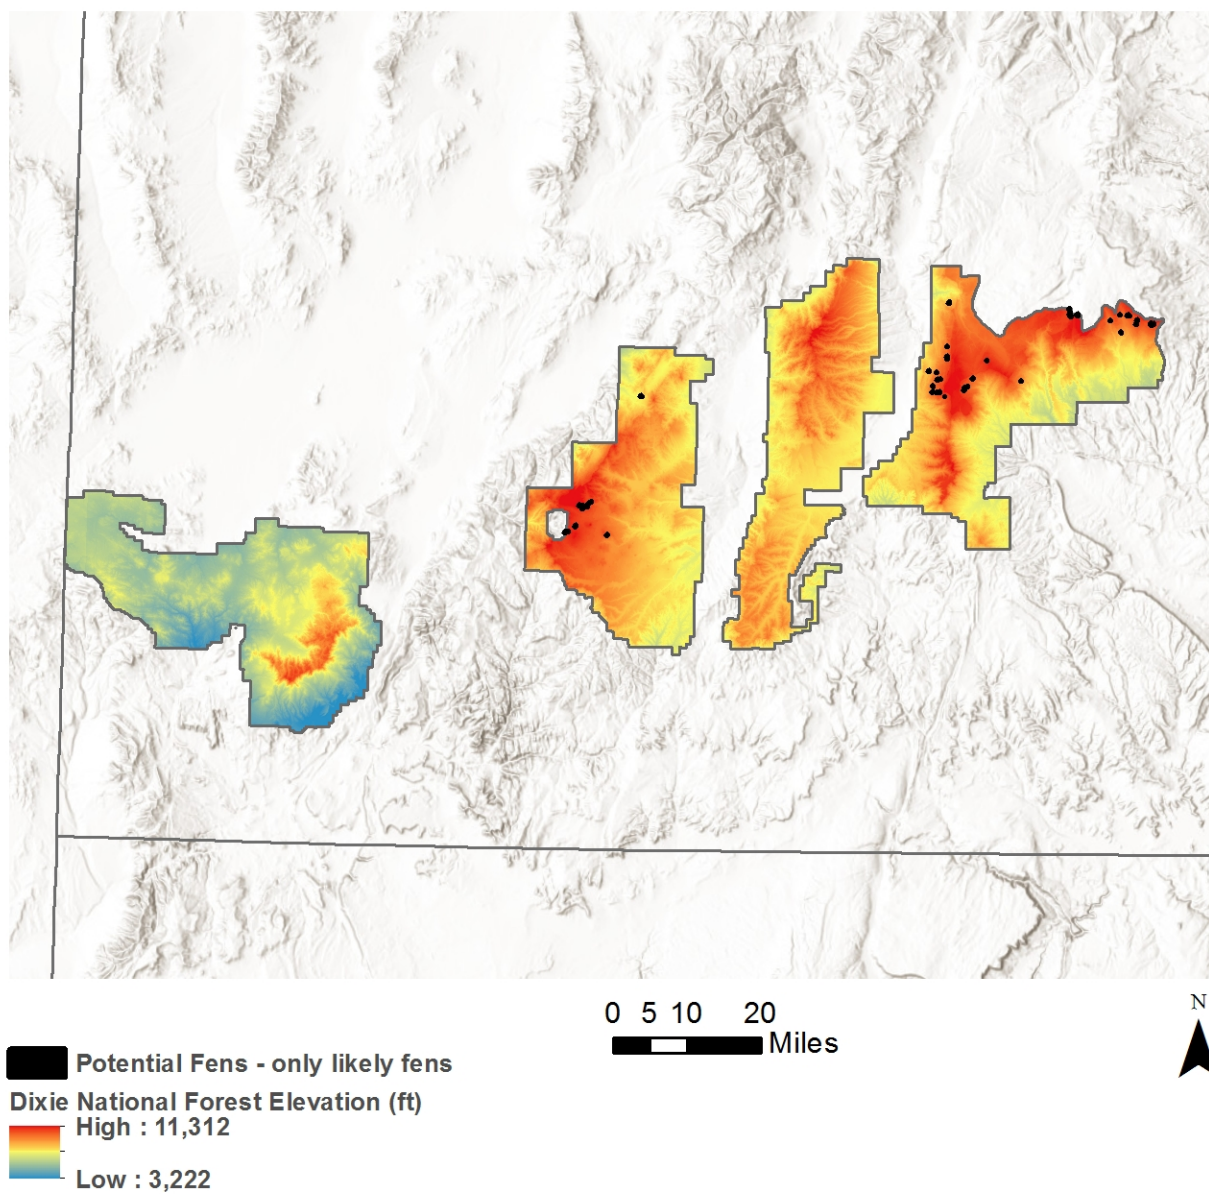 0 5 10 20
Miles
N
Potential Fens - only likely fens
Dixie National Forest Elevation (ft)
High : 11,312
Low : 3,222